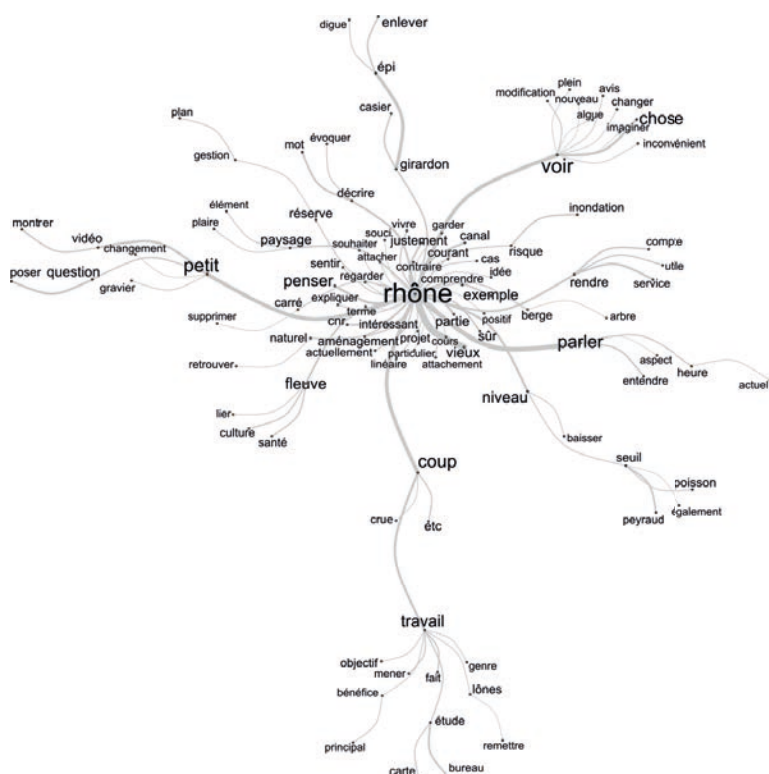 enlever
digue
épi
plein
modification
avis
nouveau
changer
casier
algue
chose
plan
évoquer
imaginer
mot
inconvénient
gestion
girardon
voir
décrire
élément
réserve
vivre
garder
inondation
montrer
plaire
souci
justement
canal
vidéo
changement
paysage
souhaiter
courant
risque
compte
attacher
poser
question
petit
sentir
contraire
cas
utile
penser
regarder
comprendre
idée
rendre
service
gravier
rhône
exemple
carré
expliquer
terme
partie
positif
berge
arbre
supprimer
cnr
intéressant
sûr
naturel
aménagement
projet
cours
parler
actuellement
particulier
vieux
aspect
retrouver
linéaire
attachement
heure
fleuve
entendre
actuel
niveau
lier
culture
baisser
santé
coup
seuil
poisson
crue
étc
peyraud
également
travail
objectif
genre
mener
fait
bénéfice
lônes
étude
principal
remettre
carte
bureau